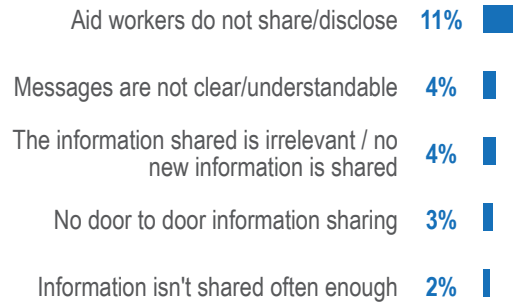 Aid workers do not share/disclose 11%
Messages are not clear/understandable 4%
The information shared is irrelevant / no
new information is shared 4%
No door to door information sharing 3%
Information isn't shared often enough 2%